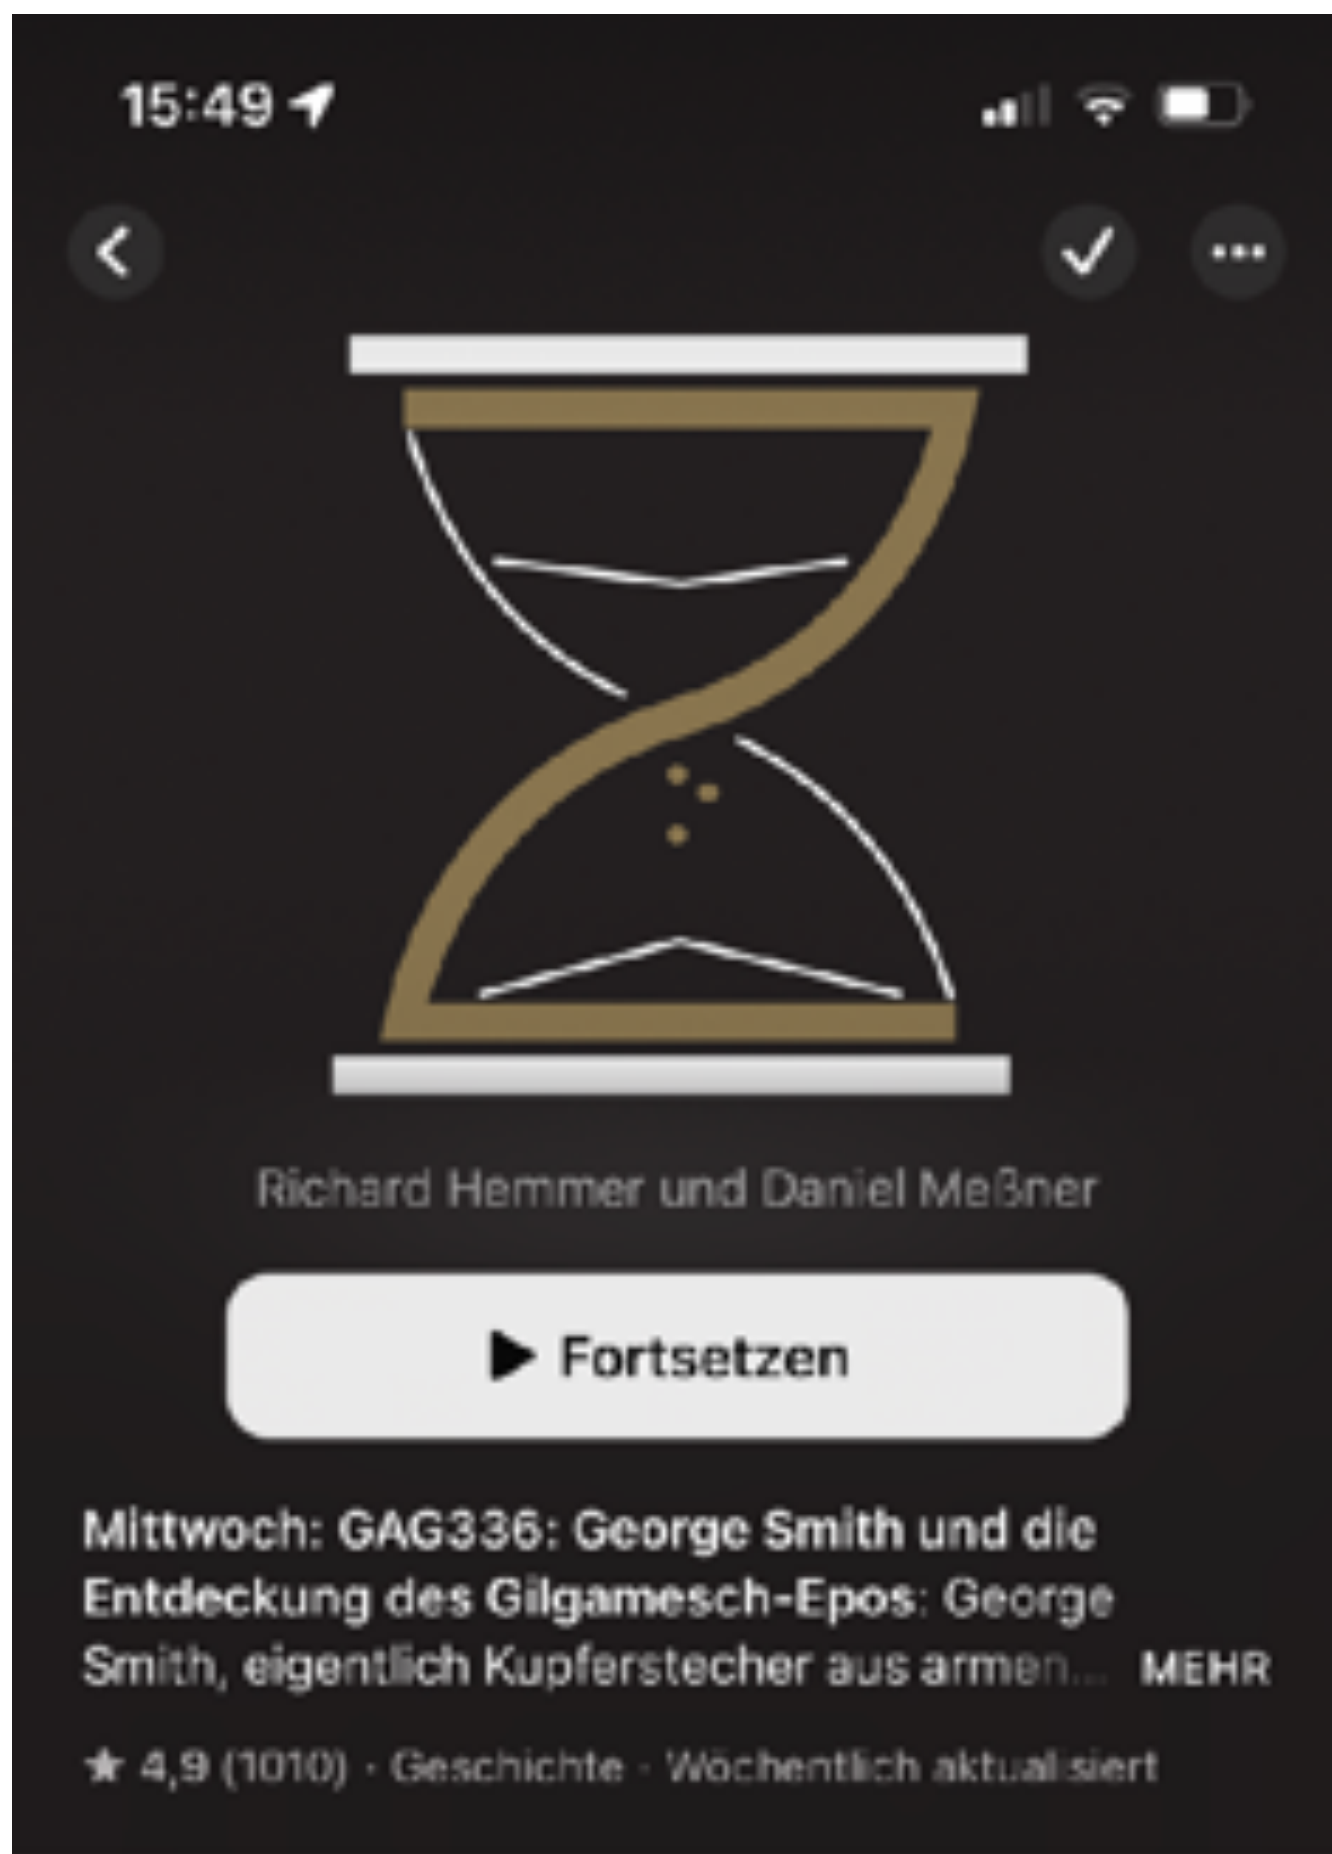 15:49
Richard Hemmer und Daniel Meßner
Fortsetzen
Mittwoch: GAG336: George Smith und die
Entdeckung des Gilgamesch-Epos: George
Smith, eigentlich Kupferstecher aus armen... MEHR
★ 4,9 (1010) · Geschichte · Wöchentlich aktualisiert